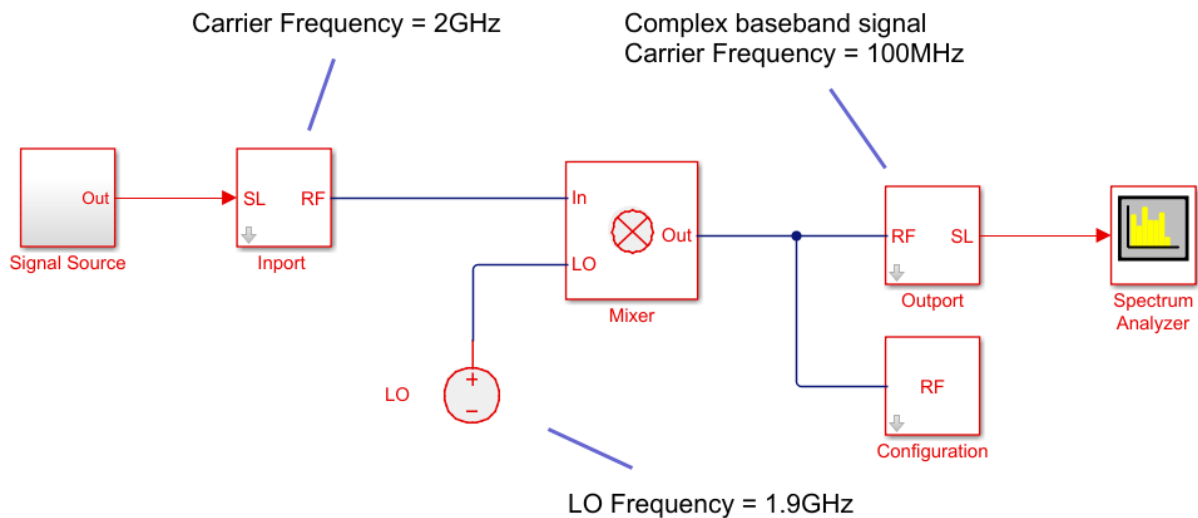 Carrier Frequency = 2GHz
Complex baseband signal
Carrier Frequency = 100MHz
Out
Signal Source
SL RF
Inport
In
LO
Out
Mixer
RF SL
Outport
Spectrum
Analyzer
LO
+
−
RF
Configuration
LO Frequency = 1.9GHz